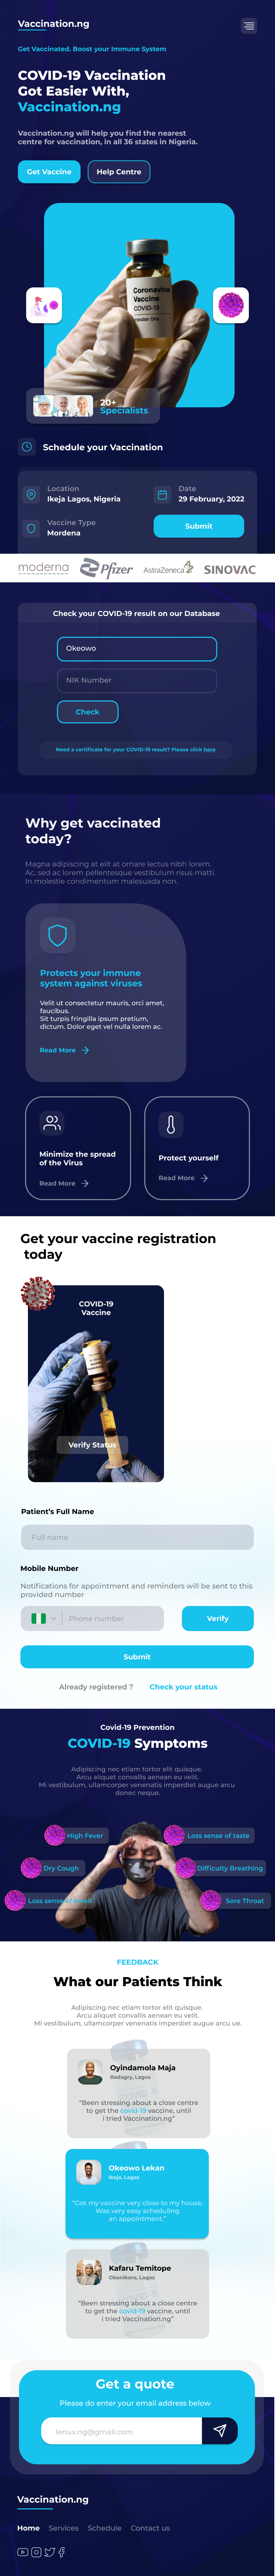 Vaccination.ng
Get Vaccinated. Boost your Immune System
COVID-19 Vaccination
Got Easier With,
Vaccination.ng
Vaccination.ng will help you find the nearest
centre for vaccination, in all 36 states in Nigeria.
Get Vaccine
Help Centre
Coronavirus
Vaccine
COVID-19
20+
Specialists
Schedule your Vaccination
Location
Ikeja Lagos, Nigeria
Date
29 February, 2022
Vaccine Type
Mordena
Submit
moderna
Pfizer
AstraZeneca
SINOVAC
Check your COVID-19 result on our Database
Okeowo
NIK Number
Check
Need a certificate for your COVID-19 result? Please click here
Why get vaccinated
today?
Magna adipiscing at elit at ornare lectus nibh lorem.
Ac, sed ac lorem pellentesque vestibulum risus matti.
In molestie condimentum malesuada non.
Protects your immune
system against viruses
Velit ut consectetur mauris, orci amet,
faucibus.
Sit turpis fringilla ipsum pretium,
dictum. Dolor eget vel nulla lorem ac.
Read More
Minimize the spread
of the Virus
Read More
Protect yourself
Read More
Get your vaccine registration
today
COVID-19
Vaccine
Verify Status
Patient's Full Name
Full name
Mobile Number
Notifications for appointment and reminders will be sent to this
provided number
Phone number
Verify
Submit
Already registered ?
Check your status
Covid-19 Prevention
COVID-19 Symptoms
Adipiscing nec etiam tortor elit quisque.
Arcu aliquet convallis aenean eu velit.
Mi vestibulum, ullamcorper venenatis imperdiet augue arcu
donec neque.
High Fever
Loss sense of taste
Dry Cough
Difficulty Breathing
Loss sense of smell
Sore Throat
FEEDBACK
What our Patients Think
Adipiscing nec etiam tortor elit quisque.
Arcu aliquet convallis aenean eu velit.
Mi vestibulum, ullamcorper venenatis imperdiet augue arcu ue.
Oyindamola Maja
Badagry, Lagos
"Been stressing about a close centre
to get the covid-19 vaccine, until
i tried Vaccination.ng"
Okeowo Lekan
Ikeja, Lagos
"Got my vaccine very close to my house.
Was very easy scheduling
an appointment."
Kafaru Temitope
Obanikoro, Lagos
"Been stressing about a close centre
to get the covid-19 vaccine, until
i tried Vaccination.ng"
Get a quote
Please do enter your email address below
lenux.ng@gmail.com
Vaccination.ng
Home
Services
Schedule
Contact us